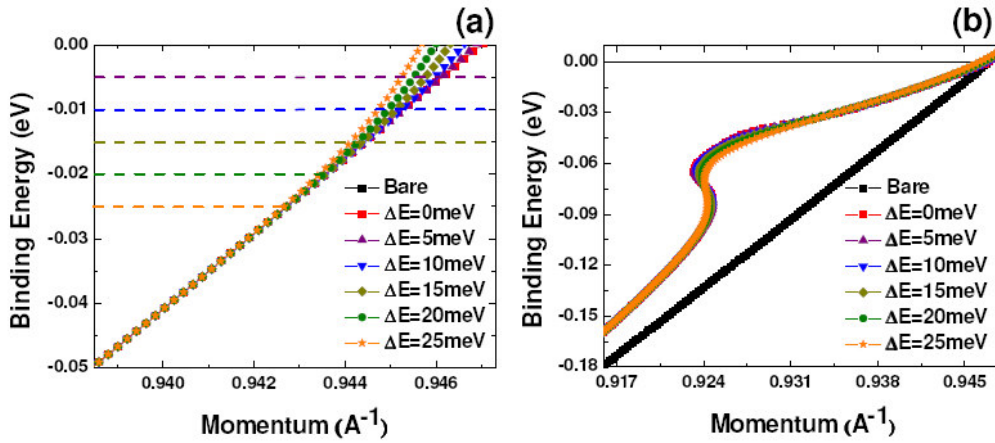 (a)
0.00
-0.01
-0.02
-0.03
-0.04
-0.05
Binding Energy (eV)
Bare
ΔE=0meV
ΔE=5meV
ΔE=10meV
ΔE=15meV
ΔE=20meV
ΔE=25meV
0.940 0.942 0.944 0.946
Momentum (A⁻¹)
(b)
0.00
-0.03
-0.06
-0.09
-0.12
-0.15
-0.18
Binding Energy (eV)
Bare
ΔE=0meV
ΔE=5meV
ΔE=10meV
ΔE=15meV
ΔE=20meV
ΔE=25meV
0.917 0.924 0.931 0.938 0.945
Momentum (A⁻¹)